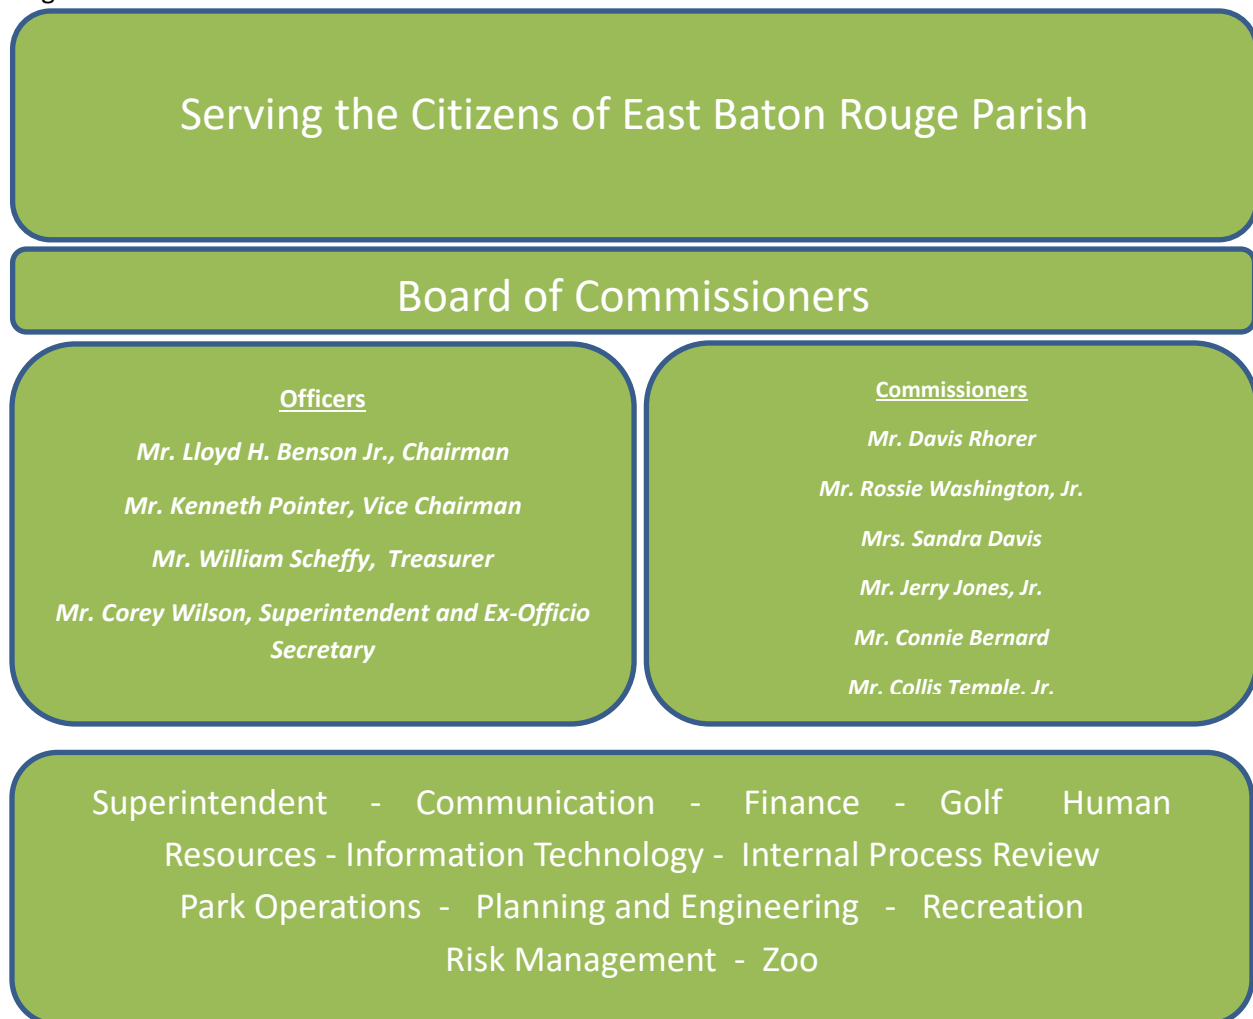 Serving the Citizens of East Baton Rouge Parish
Board of Commissioners
Officers
Mr. Lloyd H. Benson Jr., Chairman
Mr. Kenneth Pointer, Vice Chairman
Mr. William Scheffy, Treasurer
Mr. Corey Wilson, Superintendent and Ex-Officio
Secretary
Commissioners
Mr. Davis Rhorer
Mr. Rossie Washington, Jr.
Mrs. Sandra Davis
Mr. Jerry Jones, Jr.
Mr. Connie Bernard
Mr. Collis Temple, Jr.
Superintendent - Communication - Finance - Golf Human
Resources - Information Technology - Internal Process Review
Park Operations - Planning and Engineering - Recreation
Risk Management - Zoo